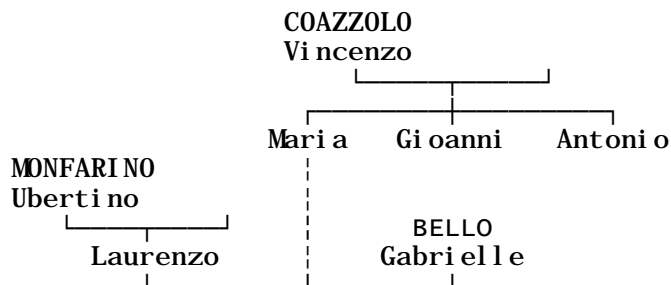 COAZZOLO
Vincenzo
Maria Gioanni Antonio
MONFARINO
Ubertino
BELLO
Laurenzo Gabrielle